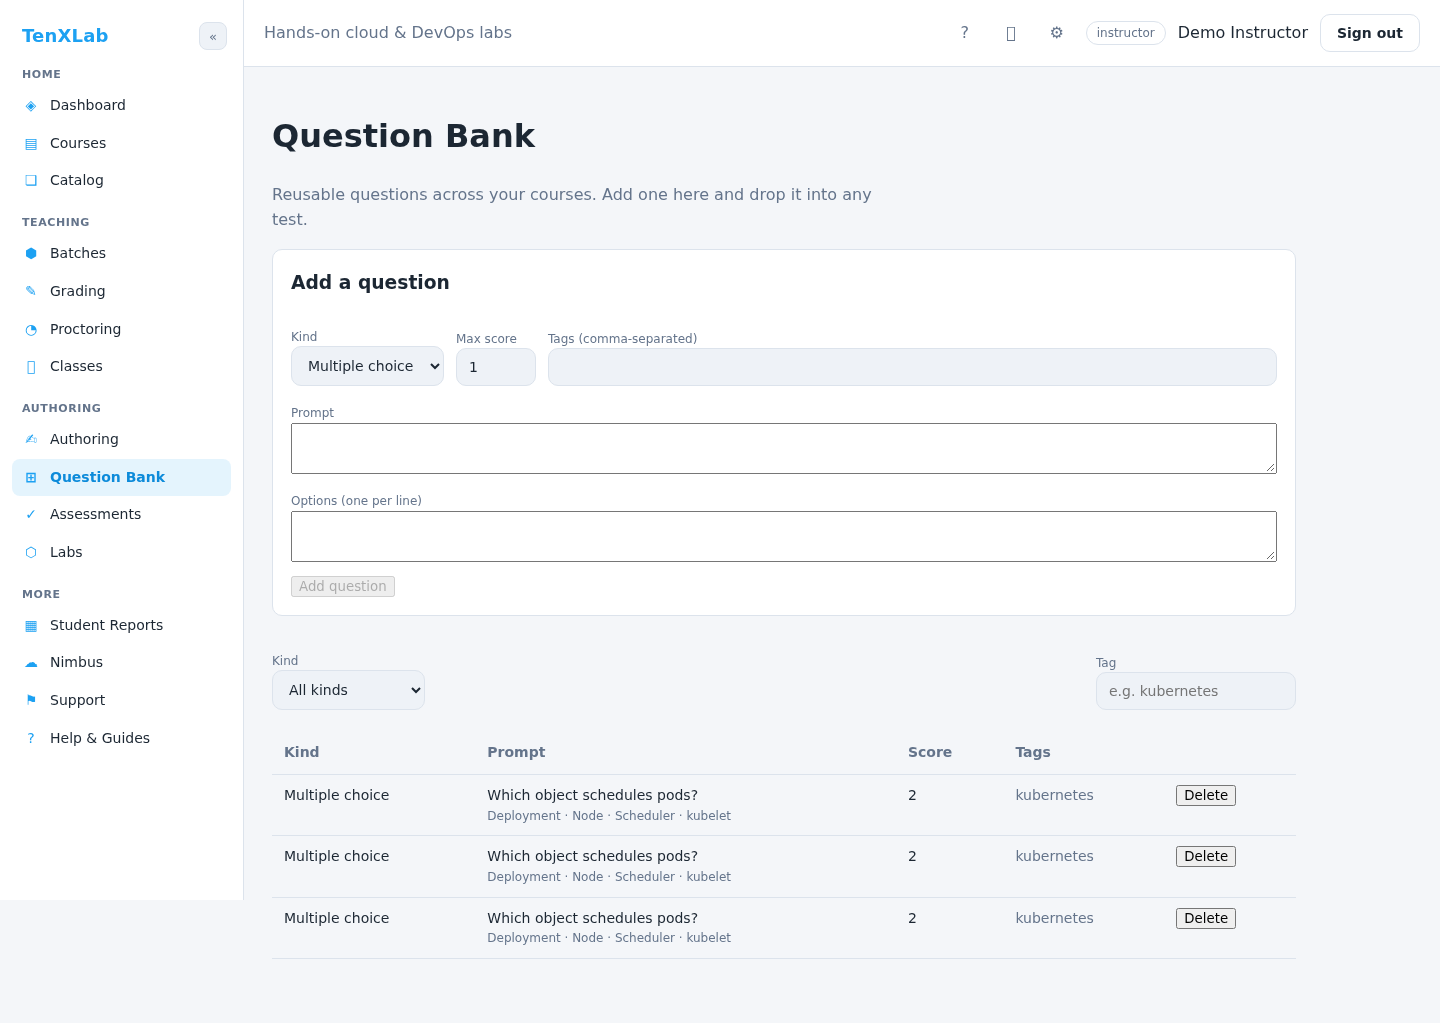 TenXLab
«
Hands-on cloud & DevOps labs
?
⚙
instructor
Demo Instructor
Sign out
HOME
Dashboard
Courses
Catalog
TEACHING
Batches
Grading
Proctoring
Classes
AUTHORING
Authoring
Question Bank
Assessments
Labs
MORE
Student Reports
Nimbus
Support
? Help & Guides
Question Bank
Reusable questions across your courses. Add one here and drop it into any
test.
Add a question
Kind
Max score
Tags (comma-separated)
Multiple choice
1
Prompt
Options (one per line)
Add question
Kind
Tag
All kinds
e.g. kubernetes
Kind Prompt Score Tags
Multiple choice Which object schedules pods? 2 kubernetes Delete
Deployment · Node · Scheduler · kubelet
Multiple choice Which object schedules pods? 2 kubernetes Delete
Deployment · Node · Scheduler · kubelet
Multiple choice Which object schedules pods? 2 kubernetes Delete
Deployment · Node · Scheduler · kubelet